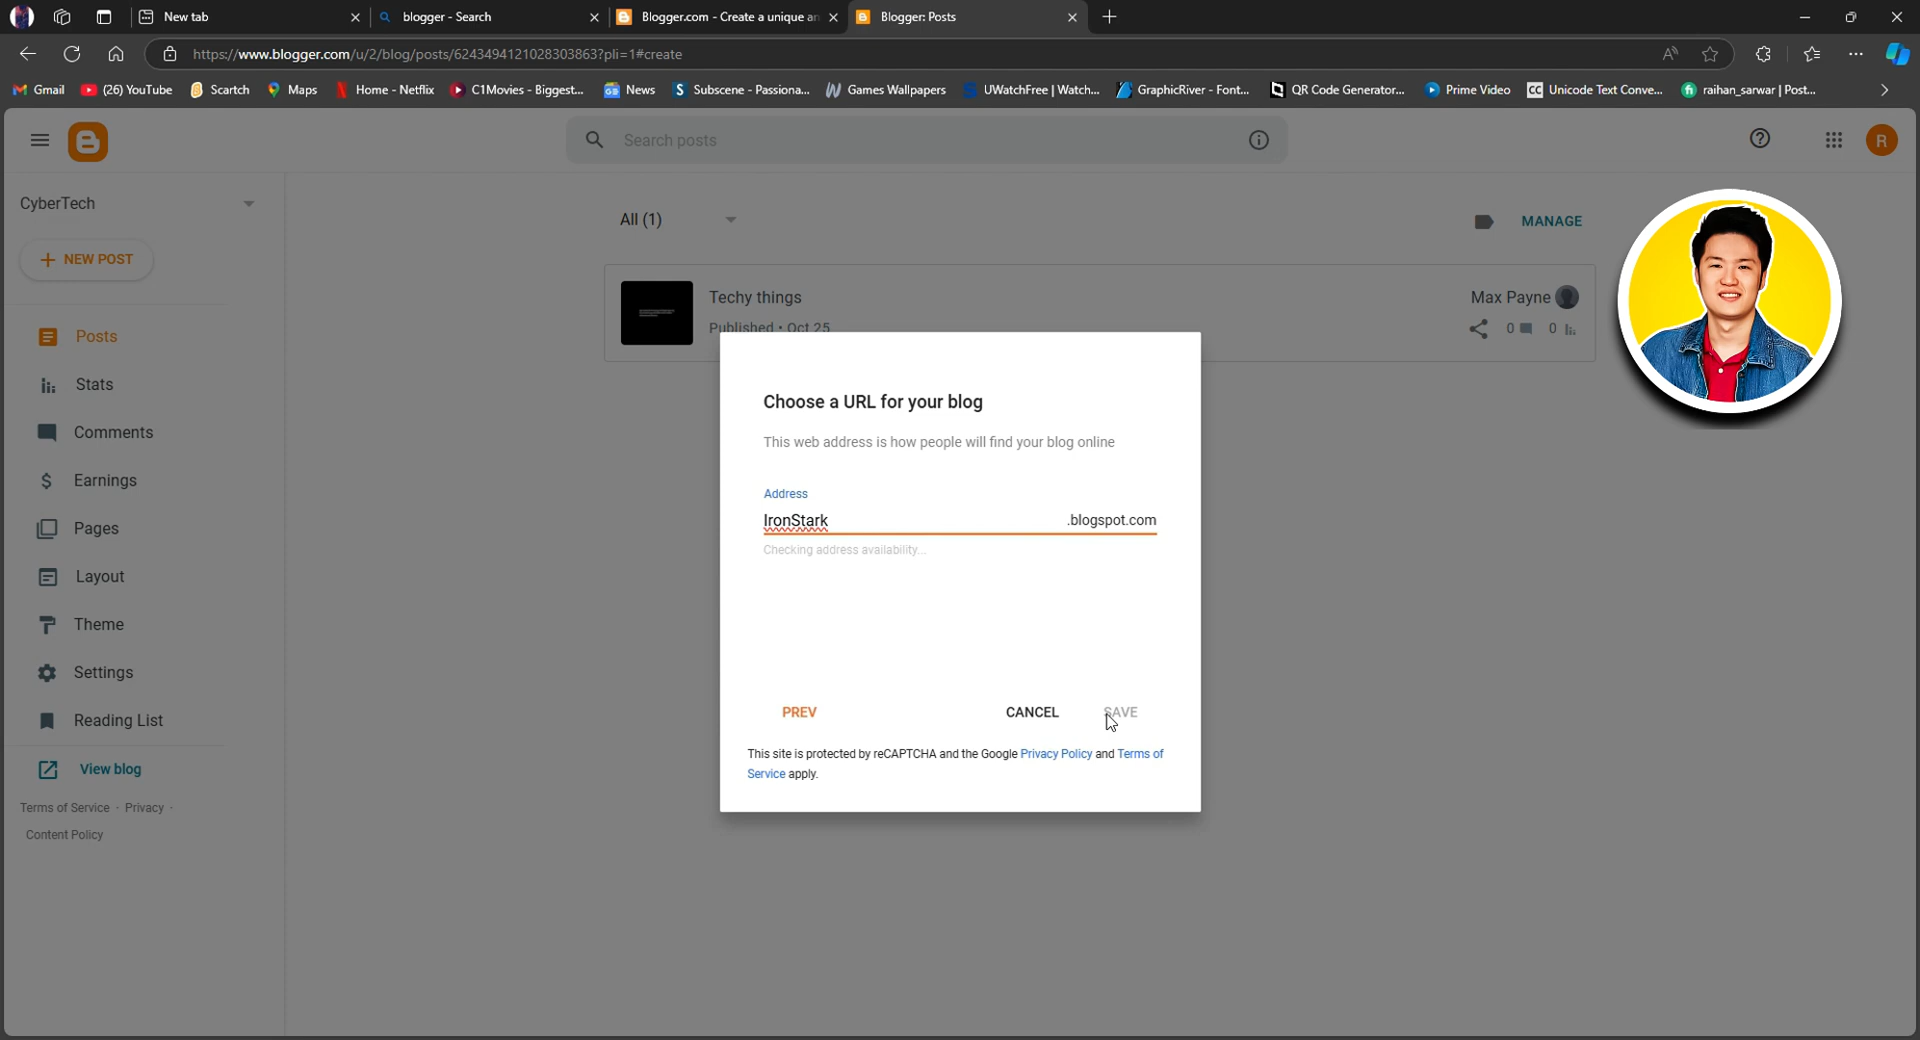 New tab
blogger - Search
Blogger.com - Create a unique an
Blogger: Posts
https://www.blogger.com/u/2/blog/posts/6243494121028303863?pli=1#create
Gmail
(26) YouTube
Scartch
Maps
Home - Netflix
C1Movies - Biggest...
News
Subscene - Passiona...
Games Wallpapers
UWatchFree | Watch...
GraphicRiver - Font...
QR Code Generator...
Prime Video
Unicode Text Conve...
raihan_sarwar | Post...
Search posts
R
CyberTech
All (1)
MANAGE
+ NEW POST
Techy things
Max Payne
Published • Oct 25
0
0
Posts
Stats
Comments
Earnings
Pages
Layout
Theme
Settings
Reading List
View blog
Terms of Service · Privacy ·
Content Policy
Choose a URL for your blog
This web address is how people will find your blog online
Address
IronStark
.blogspot.com
Checking address availability...
PREV
CANCEL
SAVE
This site is protected by reCAPTCHA and the Google Privacy Policy and Terms of
Service apply.